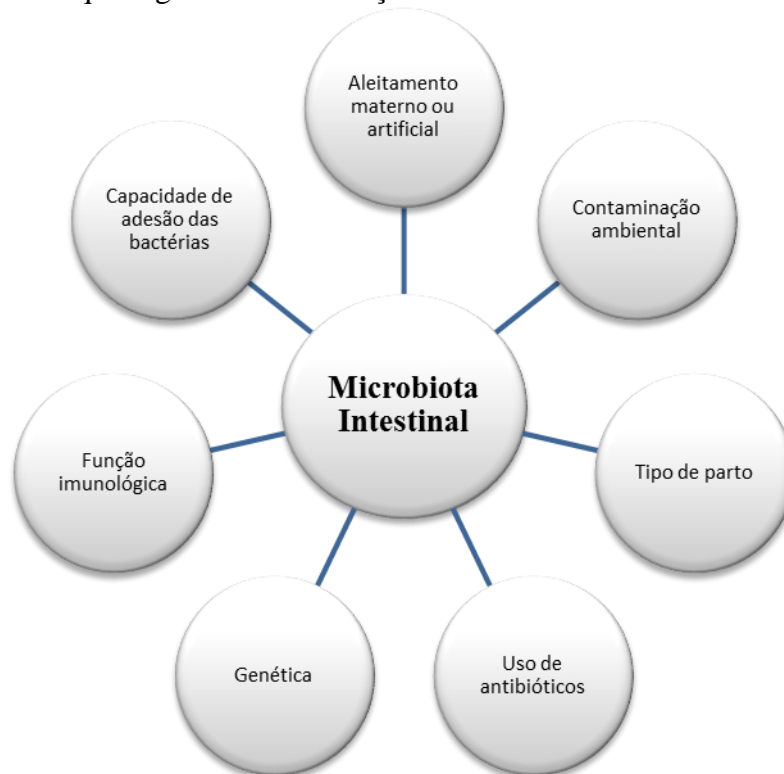 Aleitamento
materno ou
artificial
Contaminação
ambiental
Tipo de parto
Uso de
antibióticos
Genética
Função
imunológica
Capacidade de
adesão das
bactérias
Microbiota
Intestinal